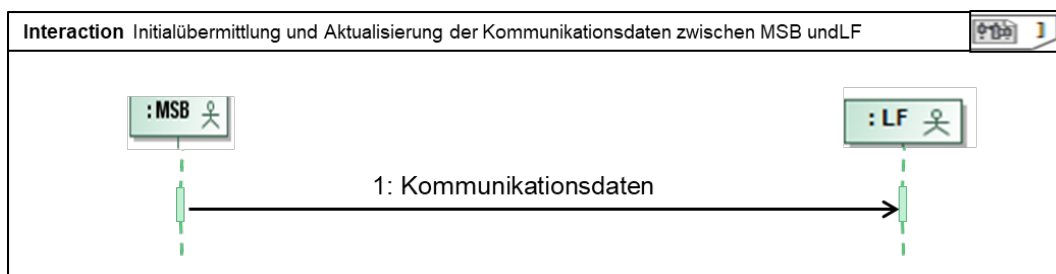 Interaction Initialübermittlung und Aktualisierung der Kommunikationsdaten zwischen MSB undLF
:MSB
:LF
1: Kommunikationsdaten